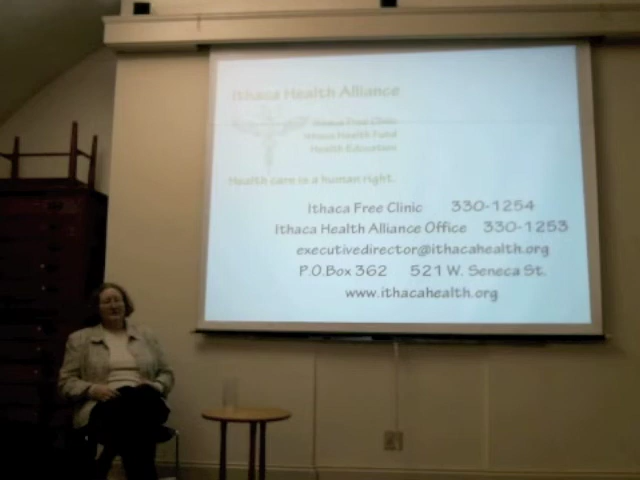 Ithaca Health Alliance
Ithaca Free Clinic
Ithaca Health Fund
Health Education
Health care is a human right.
Ithaca Free Clinic 330-1254
Ithaca Health Alliance Office 330-1253
executivedirector@ithacahealth.org
P.O.Box 362 521 W. Seneca St.
www.ithacahealth.org